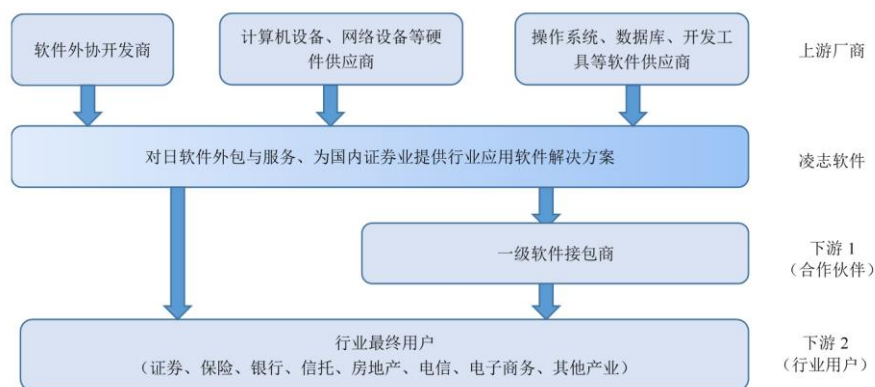 软件外协开发商
计算机设备、网络设备等硬
件供应商
操作系统、数据库、开发工
具等软件供应商
上游厂商
对日软件外包与服务、为国内证券业提供行业应用软件解决方案
凌志软件
一级软件接包商
下游 1
（合作伙伴）
行业最终用户
（证券、保险、银行、信托、房地产、电信、电子商务、其他产业）
下游 2
（行业用户）